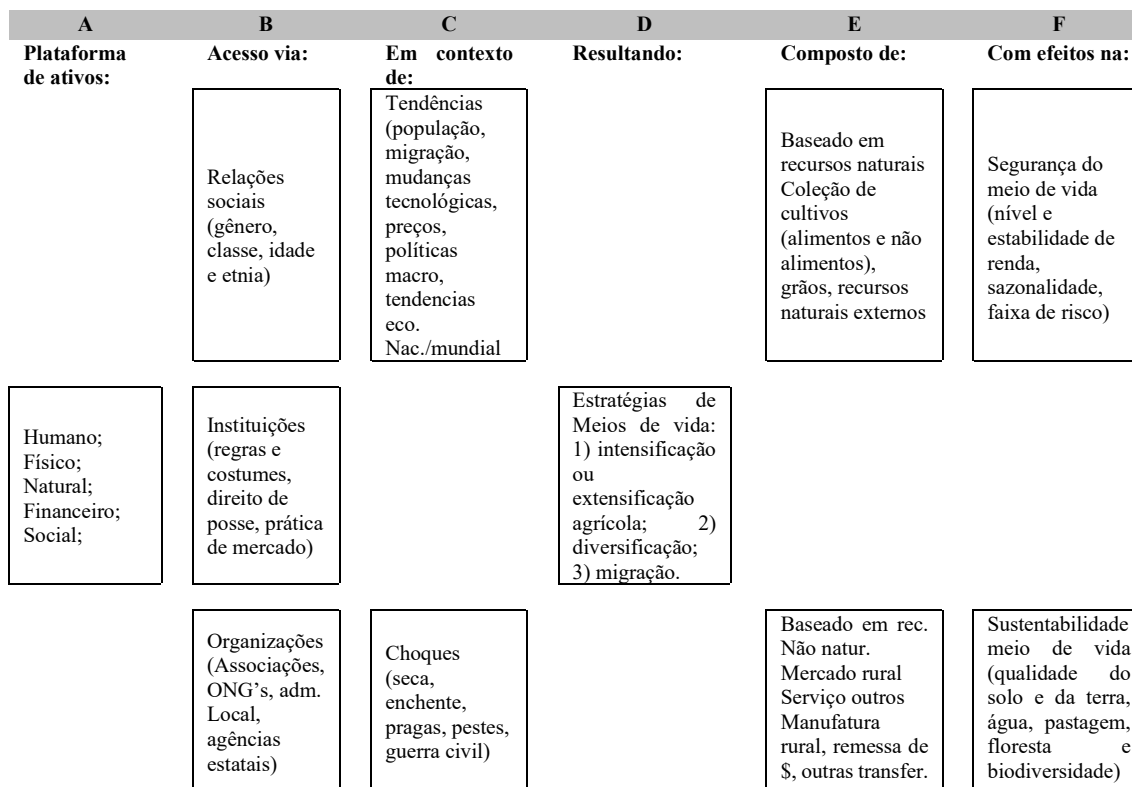 A
B
C
D
E
F
Plataforma
de ativos:
Acesso via:
Em contexto
de:
Resultando:
Composto de:
Com efeitos na:
Relações
sociais
(gênero,
classe, idade
e etnia)
Tendências
(população,
migração,
mudanças
tecnológicas,
preços,
políticas
macro,
tendencias
eco.
Nac./mundial
Baseado em
recursos naturais
Coleção de
cultivos
(alimentos e não
alimentos),
grãos, recursos
naturais externos
Segurança do
meio de vida
(nível e
estabilidade de
renda,
sazonalidade,
faixa de risco)
Humano;
Físico;
Natural;
Financeiro;
Social;
Instituições
(regras e
costumes,
direito de
posse, prática
de mercado)
Estratégias de
Meios de vida:
1) intensificação
ou
extensificação
agrícola; 2)
diversificação;
3) migração.
Organizações
(Associações,
ONG’s, adm.
Local,
agências
estatais)
Choques
(seca,
enchente,
pragas, pestes,
guerra civil)
Baseado em rec.
Não natur.
Mercado rural
Serviço outros
Manufatura
rural, remessa de
$, outras transfer.
Sustentabilidade
meio de vida
(qualidade do
solo e da terra,
água, pastagem,
floresta e
biodiversidade)